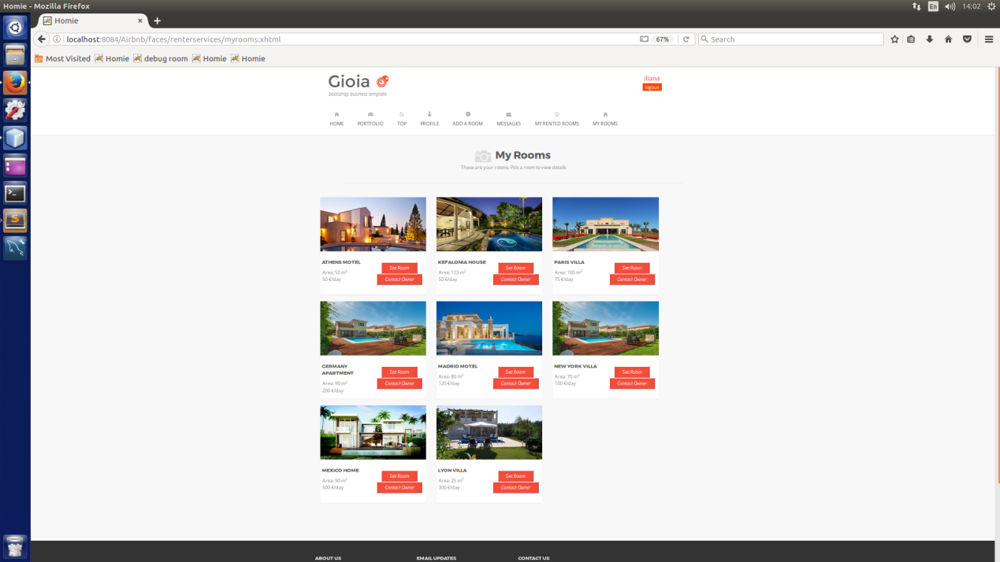 Homie - Mozilla Firefox
En
14:02
Homie
localhost:8084/Airbnb/faces/renterservices/myrooms.xhtml
67%
Search
Most Visited
Homie
debug room
Homie
Homie
Gioia
bootstrap business template
iliana
logout
HOME
PORTFOLIO
TOP
PROFILE
ADD A ROOM
MESSAGES
MY RENTED ROOMS
MY ROOMS
My Rooms
These are your rooms. Pick a room to view details
ATHENS MOTEL
Area: 50 m²
50 €/day
See Room
Contact Owner
KEFALONIA HOUSE
Area: 123 m²
50 €/day
See Room
Contact Owner
PARIS VILLA
Area: 700 m²
75 €/day
See Room
Contact Owner
GERMANY
APARTMENT
Area: 90 m²
200 €/day
See Room
Contact Owner
MADRID MOTEL
Area: 80 m²
120 €/day
See Room
Contact Owner
NEW YORK VILLA
Area: 70 m²
100 €/day
See Room
Contact Owner
MEXICO HOME
Area: 90 m²
500 €/day
See Room
Contact Owner
LYON VILLA
Area: 25 m²
300 €/day
See Room
Contact Owner
ABOUT US
EMAIL UPDATES
CONTACT US